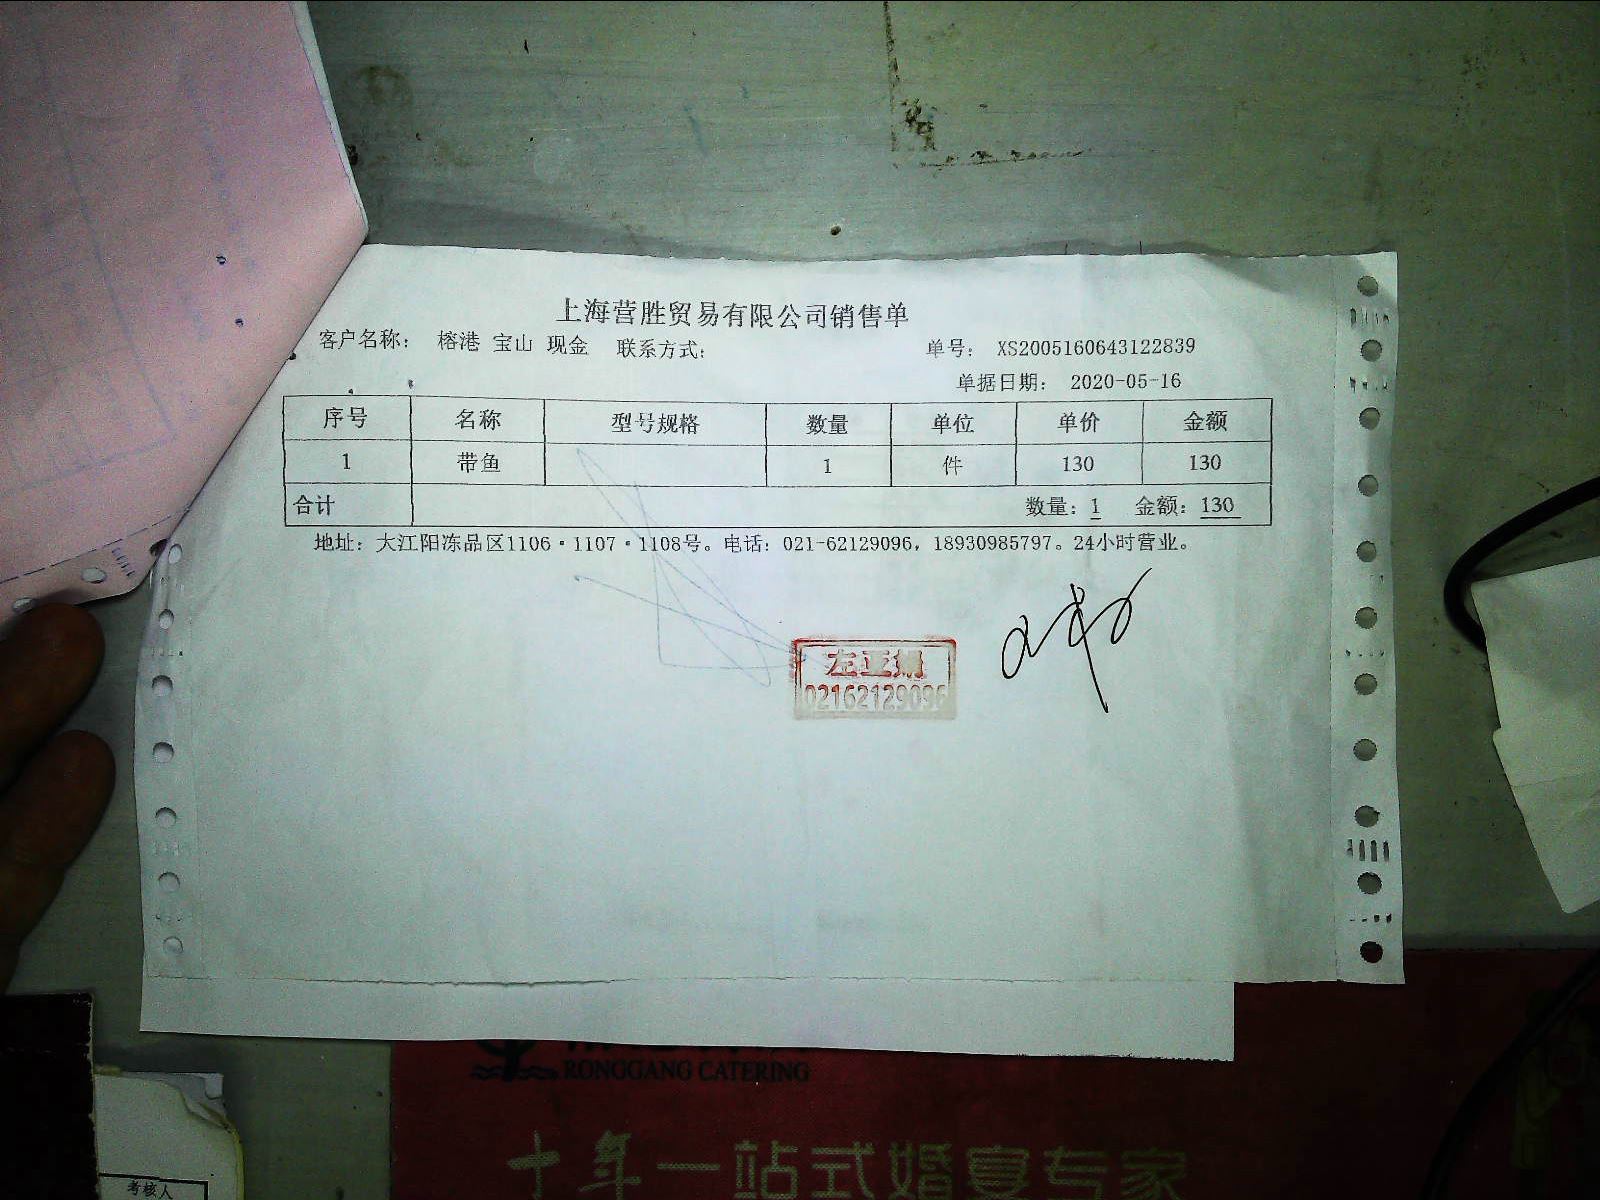 上海营胜贸易有限公司销售单
客户名称： 榕港 宝山 现金 联系方式： 单号： XS2005160643122839
单据日期： 2020-05-16
序号 名称 型号规格 数量 单位 单价 金额
1 带鱼 1 件 130 130
合计 数量：1 金额：130
地址：大江阳冻品区1106·1107·1108号。电话：021-62129096，18930985797。24小时营业。
02162129096
RONGGANG CATERING
十年一站式婚宴专家
考核人